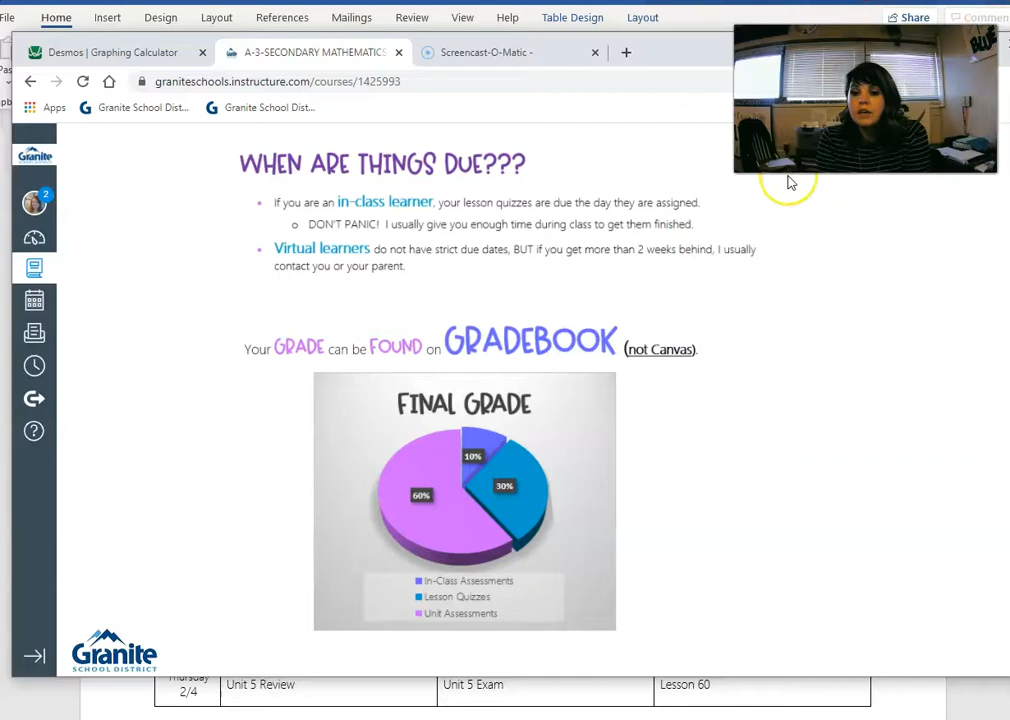 File Home Insert Design Layout References Mailings Review View Help Table Design Layout Share Commen
Desmos | Graphing Calculator × A-3-SECONDARY MATHEMATICS × Screencast-O-Matic - × +
graniteschools.instructure.com/courses/1425993
Apps Granite School Dist... Granite School Dist...
BLUE
Granite
2
WHEN ARE THINGS DUE???
• If you are an in-class learner, your lesson quizzes are due the day they are assigned.
o DON'T PANIC! I usually give you enough time during class to get them finished.
• Virtual learners do not have strict due dates, BUT if you get more than 2 weeks behind, I usually
contact you or your parent.
Your GRADE can be FOUND on GRADEBOOK (not Canvas).
FINAL GRADE
10%
30%
60%
In-Class Assessments
Lesson Quizzes
Unit Assessments
Granite
SCHOOL DISTRICT
Thursday
2/4 Unit 5 Review Unit 5 Exam Lesson 60